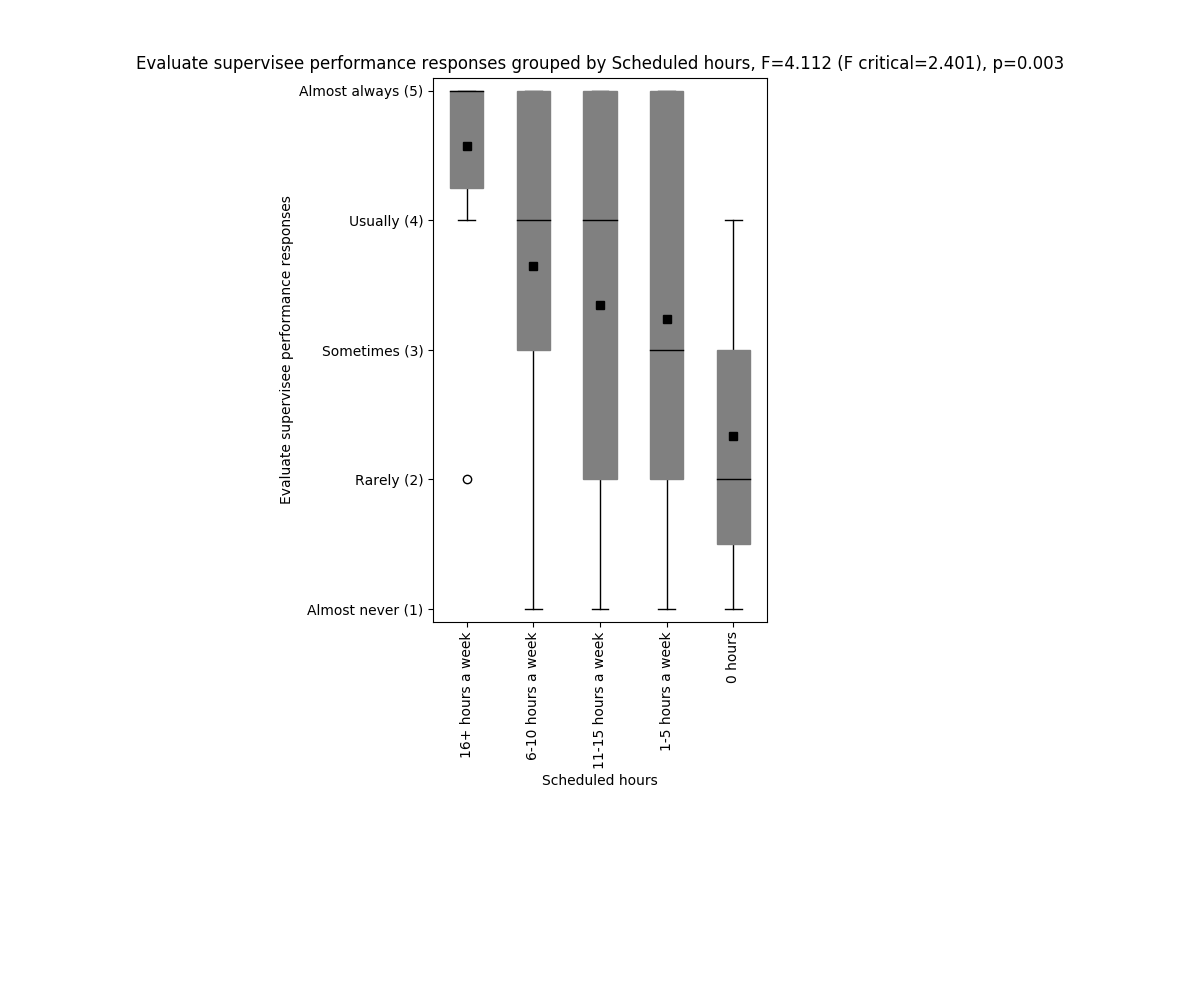 Evaluate supervisee performance responses grouped by Scheduled hours, F=4.112 (F critical=2.401), p=0.003
Almost always (5)
Usually (4)
Sometimes (3)
Rarely (2)
Almost never (1)
Evaluate supervisee performance responses
16+ hours a week
6-10 hours a week
11-15 hours a week
1-5 hours a week
0 hours
Scheduled hours